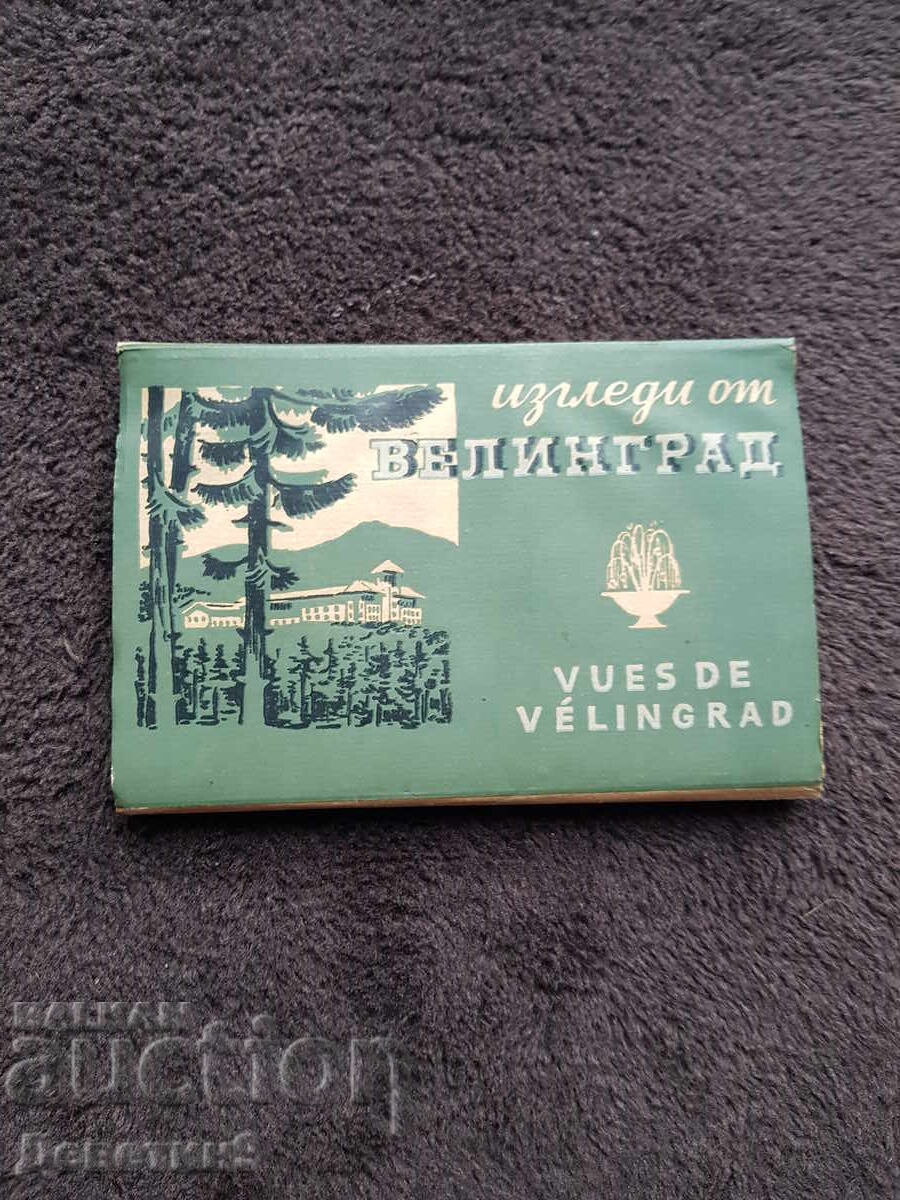 изгледи от
ВЕЛИНГРАД
VUES DE
VÉLINGRAD
BALKAN
auction